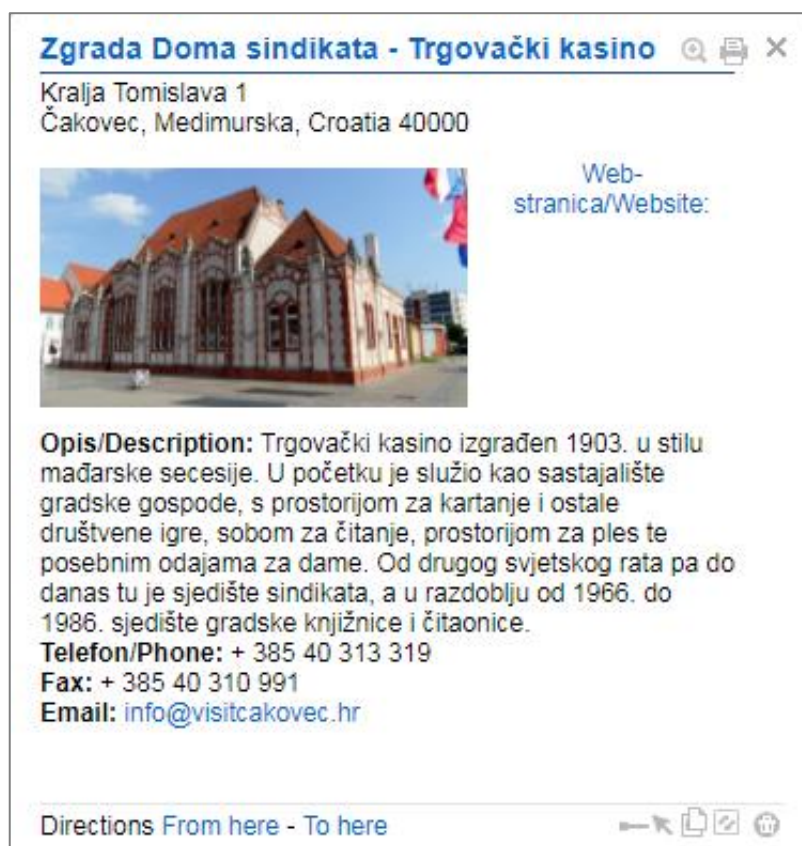 Zgrada Doma sindikata - Trgovački kasino
Kralja Tomislava 1
Čakovec, Medimurska, Croatia 40000
Web-
stranica/Website:
Opis/Description: Trgovački kasino izgrađen 1903. u stilu
mađarske secesije. U početku je služio kao sastajalište
gradske gospode, s prostorijom za kartanje i ostale
društvene igre, sobom za čitanje, prostorijom za ples te
posebnim odajama za dame. Od drugog svjetskog rata pa do
danas tu je sjedište sindikata, a u razdoblju od 1966. do
1986. sjedište gradske knjižnice i čitaonice.
Telefon/Phone: + 385 40 313 319
Fax: + 385 40 310 991
Email: info@visitcakovec.hr
Directions From here - To here